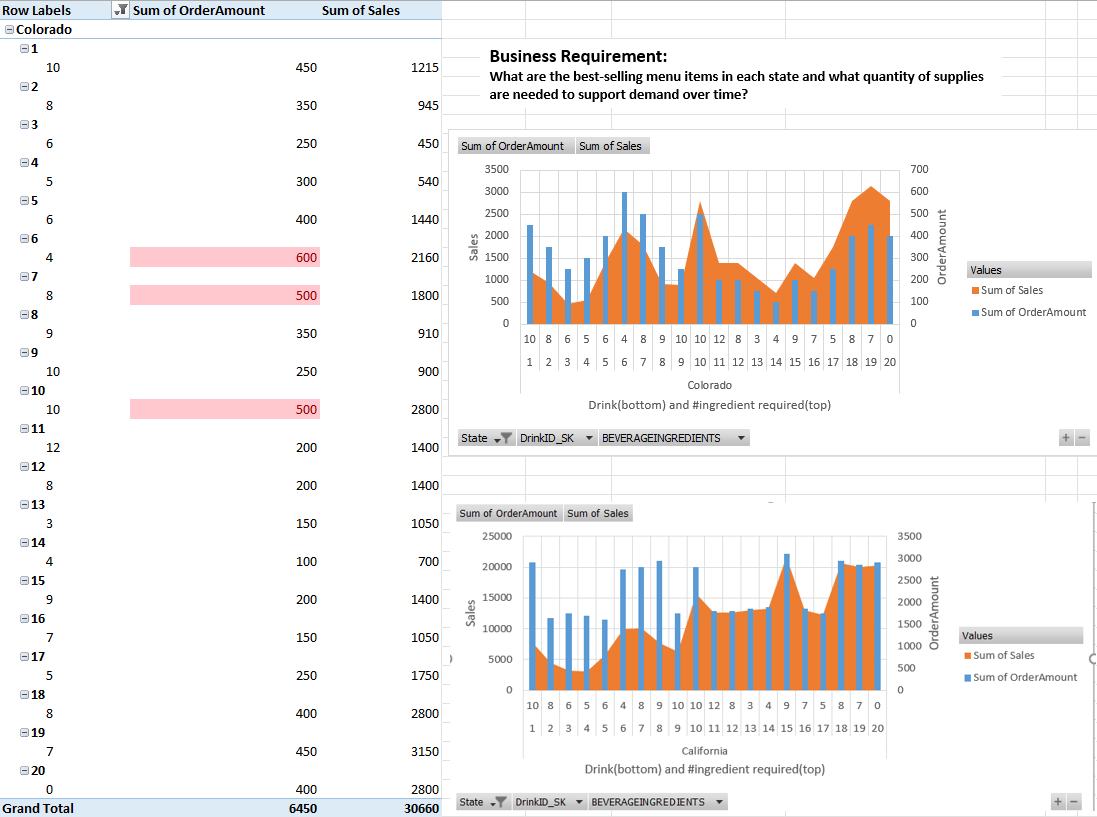 Row Labels Sum of OrderAmount Sum of Sales
Colorado
1
10 450 1215
2
8 350 945
3
6 250 450
4
5 300 540
5
6 400 1440
6
4 600 2160
7
8 500 1800
8
9 350 910
9
10 250 900
10
10 500 2800
11
12 200 1400
12
8 200 1400
13
3 150 1050
14
4 100 700
15
9 200 1400
16
7 150 1050
17
5 250 1750
18
8 400 2800
19
7 450 3150
20
0 400 2800
Grand Total 6450 30660
Business Requirement:
What are the best-selling menu items in each state and what quantity of supplies
are needed to support demand over time?
Sum of OrderAmount Sum of Sales
3500 700
3000 600
2500 500
2000 400
1500 300
1000 200
500 100
0 0
Sales
OrderAmount
Values
Sum of Sales
Sum of OrderAmount
10 8 6 5 6 4 8 9 10 10 12 8 3 4 9 7 5 8 7 0
1 2 3 4 5 6 7 8 9 10 11 12 13 14 15 16 17 18 19 20
Colorado
Drink(bottom) and #ingredient required(top)
State DrinkID_SK BEVERAGEINGREDIENTS + −
Sum of OrderAmount Sum of Sales
25000 3500
20000 3000
15000 2500
10000 2000
5000 1500
0 1000
500
0
Sales
OrderAmount
Values
Sum of Sales
Sum of OrderAmount
10 8 6 5 6 4 8 9 10 10 12 8 3 4 9 7 5 8 7 0
1 2 3 4 5 6 7 8 9 10 11 12 13 14 15 16 17 18 19 20
California
Drink(bottom) and #ingredient required(top)
State DrinkID_SK BEVERAGEINGREDIENTS + −